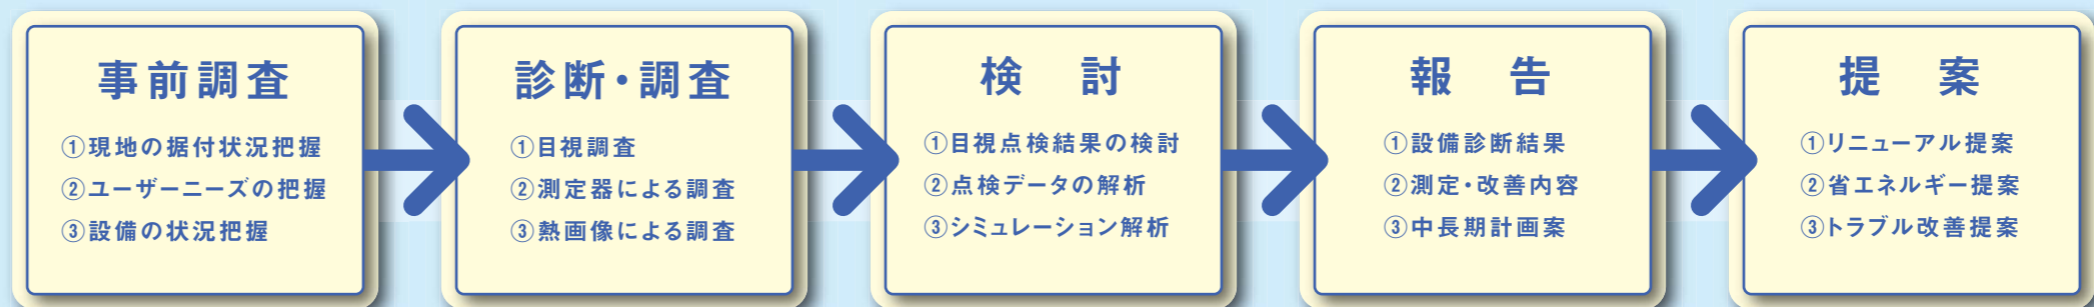 事前調査
①現地の据付状況把握
②ユーザーニーズの把握
③設備の状況把握
診断・調査
①目視調査
②測定器による調査
③熱画像による調査
検　討
①目視点検結果の検討
②点検データの解析
③シミュレーション解析
報　告
①設備診断結果
②測定・改善内容
③中長期計画案
提　案
①リニューアル提案
②省エネルギー提案
③トラブル改善提案